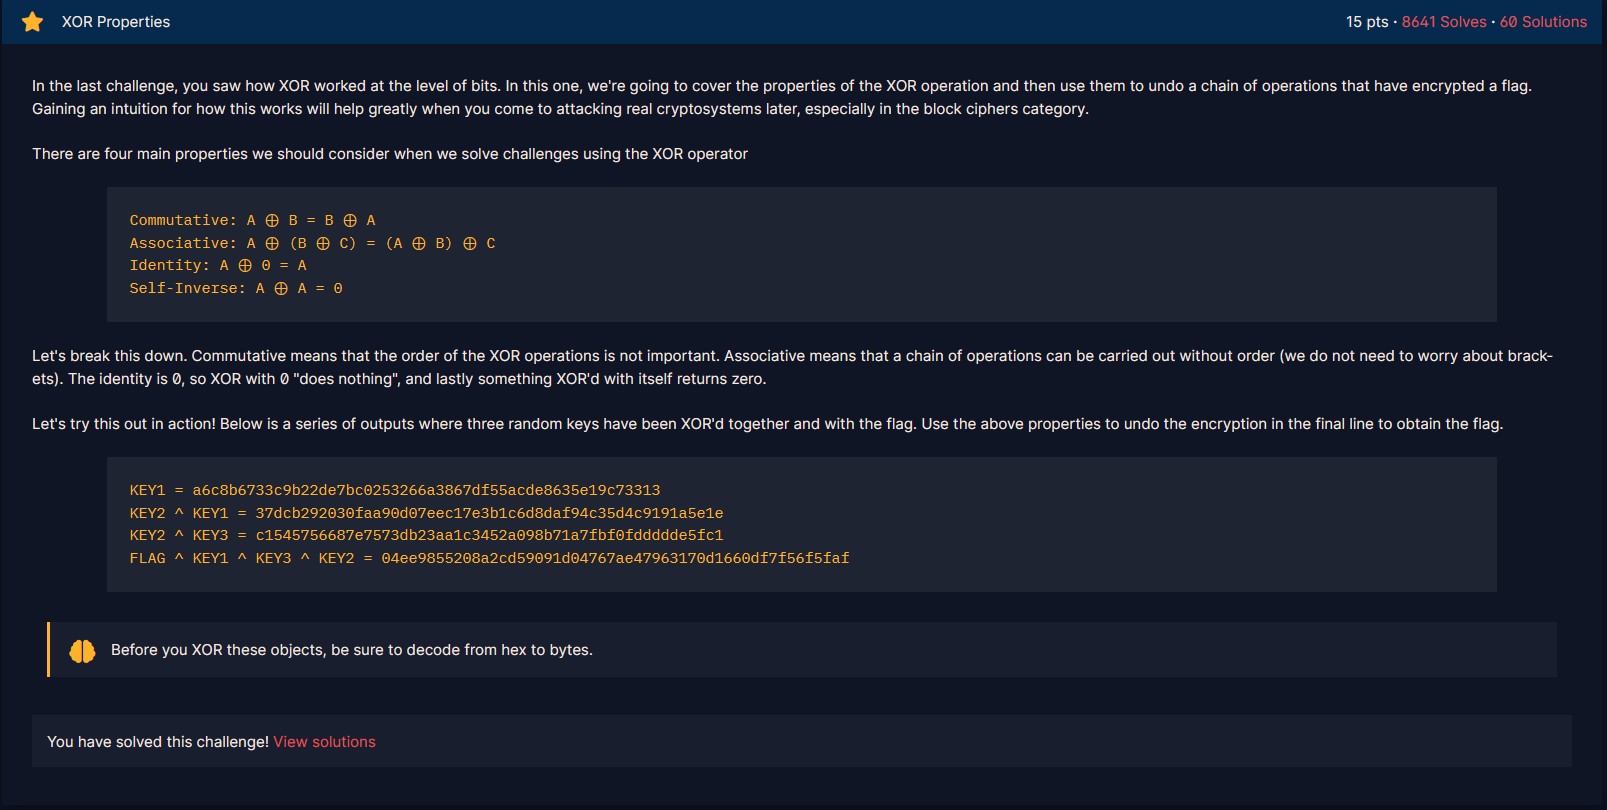 XOR Properties
15 pts · 8641 Solves · 60 Solutions
In the last challenge, you saw how XOR worked at the level of bits. In this one, we're going to cover the properties of the XOR operation and then use them to undo a chain of operations that have encrypted a flag.
Gaining an intuition for how this works will help greatly when you come to attacking real cryptosystems later, especially in the block ciphers category.
There are four main properties we should consider when we solve challenges using the XOR operator
Commutative: A ⊕ B = B ⊕ A
Associative: A ⊕ (B ⊕ C) = (A ⊕ B) ⊕ C
Identity: A ⊕ 0 = A
Self-Inverse: A ⊕ A = 0
Let's break this down. Commutative means that the order of the XOR operations is not important. Associative means that a chain of operations can be carried out without order (we do not need to worry about brack-
ets). The identity is 0, so XOR with 0 "does nothing", and lastly something XOR'd with itself returns zero.
Let's try this out in action! Below is a series of outputs where three random keys have been XOR'd together and with the flag. Use the above properties to undo the encryption in the final line to obtain the flag.
KEY1 = a6c8b6733c9b22de7bc0253266a3867df55acde8635e19c73313
KEY2 ^ KEY1 = 37dcb292030faa90d07eec17e3b1c6d8daf94c35d4c9191a5e1e
KEY2 ^ KEY3 = c1545756687e7573db23aa1c3452a098b71a7fbf0fddddde5fc1
FLAG ^ KEY1 ^ KEY3 ^ KEY2 = 04ee9855208a2cd59091d04767ae47963170d1660df7f56f5faf
Before you XOR these objects, be sure to decode from hex to bytes.
You have solved this challenge! View solutions